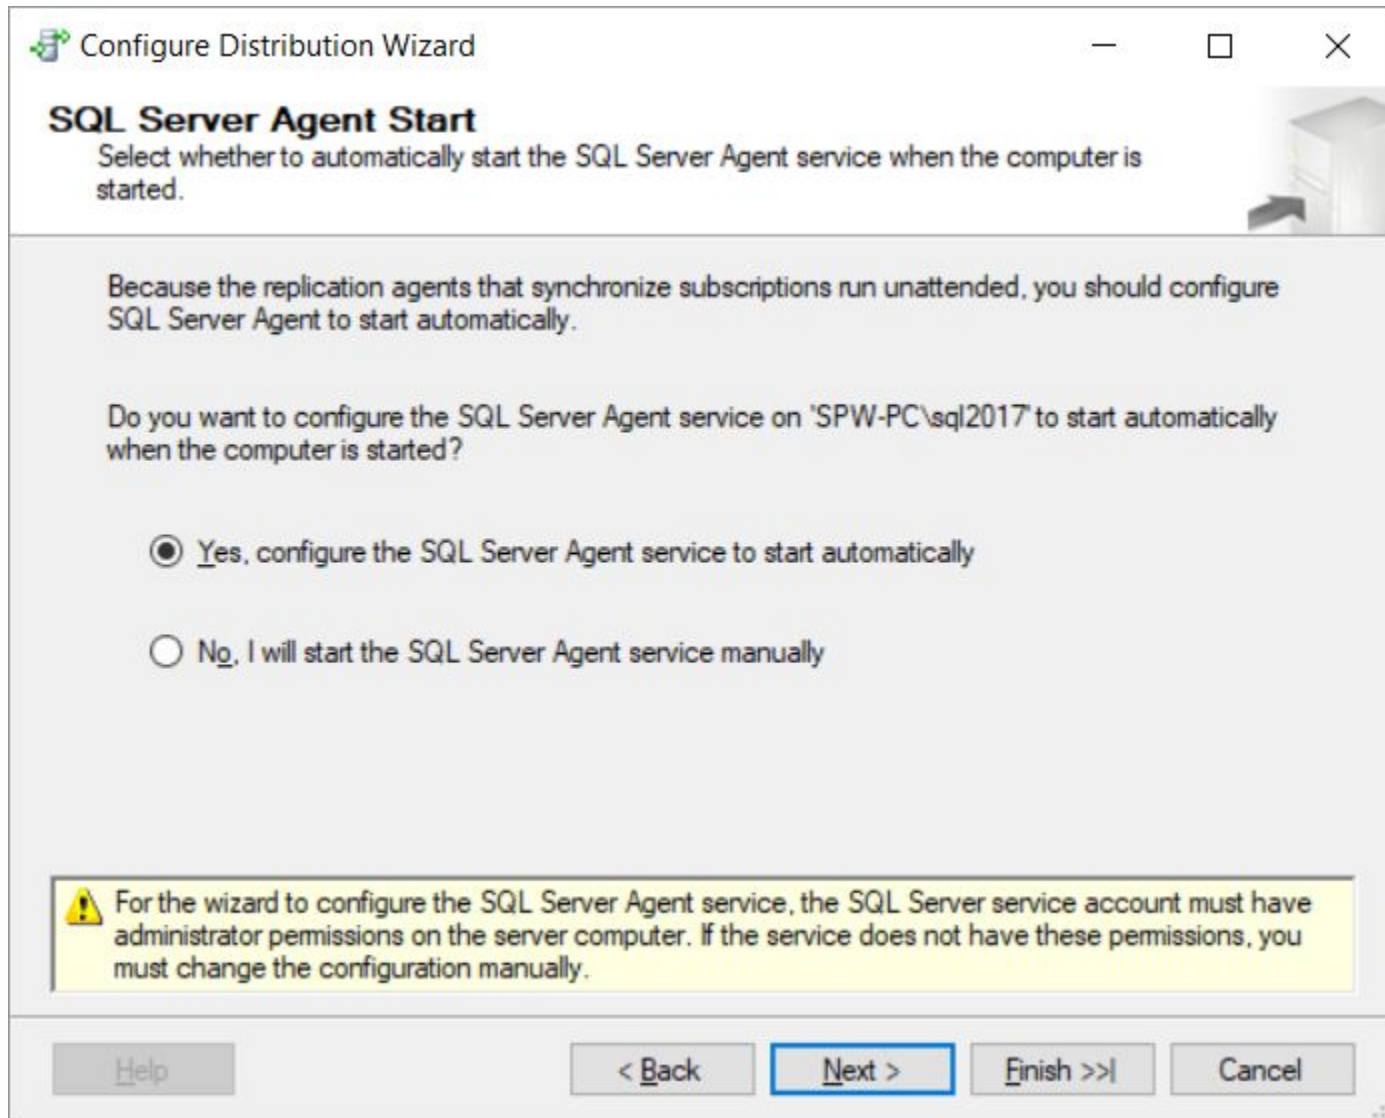 Configure Distribution Wizard
SQL Server Agent Start
Select whether to automatically start the SQL Server Agent service when the computer is
started.
Because the replication agents that synchronize subscriptions run unattended, you should configure
SQL Server Agent to start automatically.
Do you want to configure the SQL Server Agent service on 'SPW-PC\sql2017' to start automatically
when the computer is started?
Yes, configure the SQL Server Agent service to start automatically
No, I will start the SQL Server Agent service manually
For the wizard to configure the SQL Server Agent service, the SQL Server service account must have
administrator permissions on the server computer. If the service does not have these permissions, you
must change the configuration manually.
Help < Back Next > Finish >>| Cancel